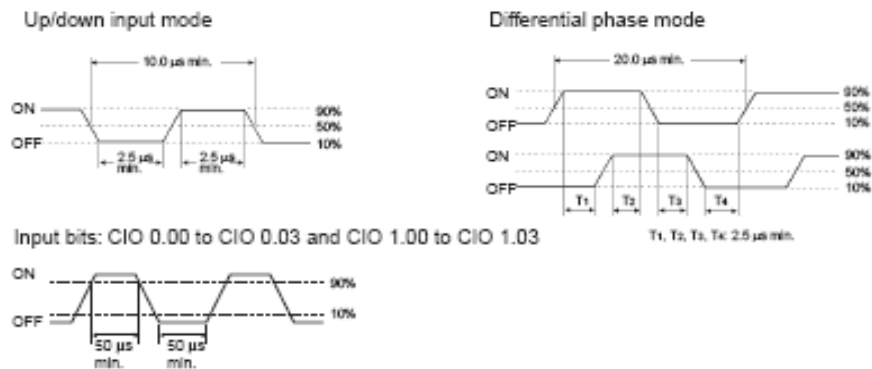 Up/down input mode
10.0 µs min.
ON
OFF
90%
50%
10%
2.5 µs min.
2.5 µs min.
Differential phase mode
20.0 µs min.
ON
OFF
90%
50%
10%
ON
OFF
90%
50%
10%
T1 T2 T3 T4
T1, T2, T3, T4: 2.5 µs min.
Input bits: CIO 0.00 to CIO 0.03 and CIO 1.00 to CIO 1.03
ON
OFF
90%
10%
50 µs min.
50 µs min.